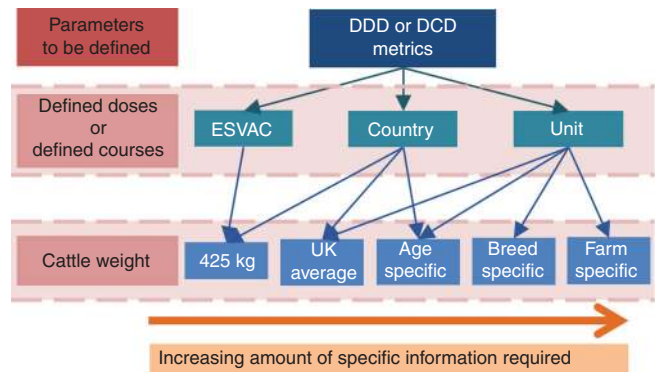 Parameters
to be defined
DDD or DCD
metrics
Defined doses
or
defined courses
ESVAC
Country
Unit
Cattle weight
425 kg
UK
average
Age
specific
Breed
specific
Farm
specific
Increasing amount of specific information required